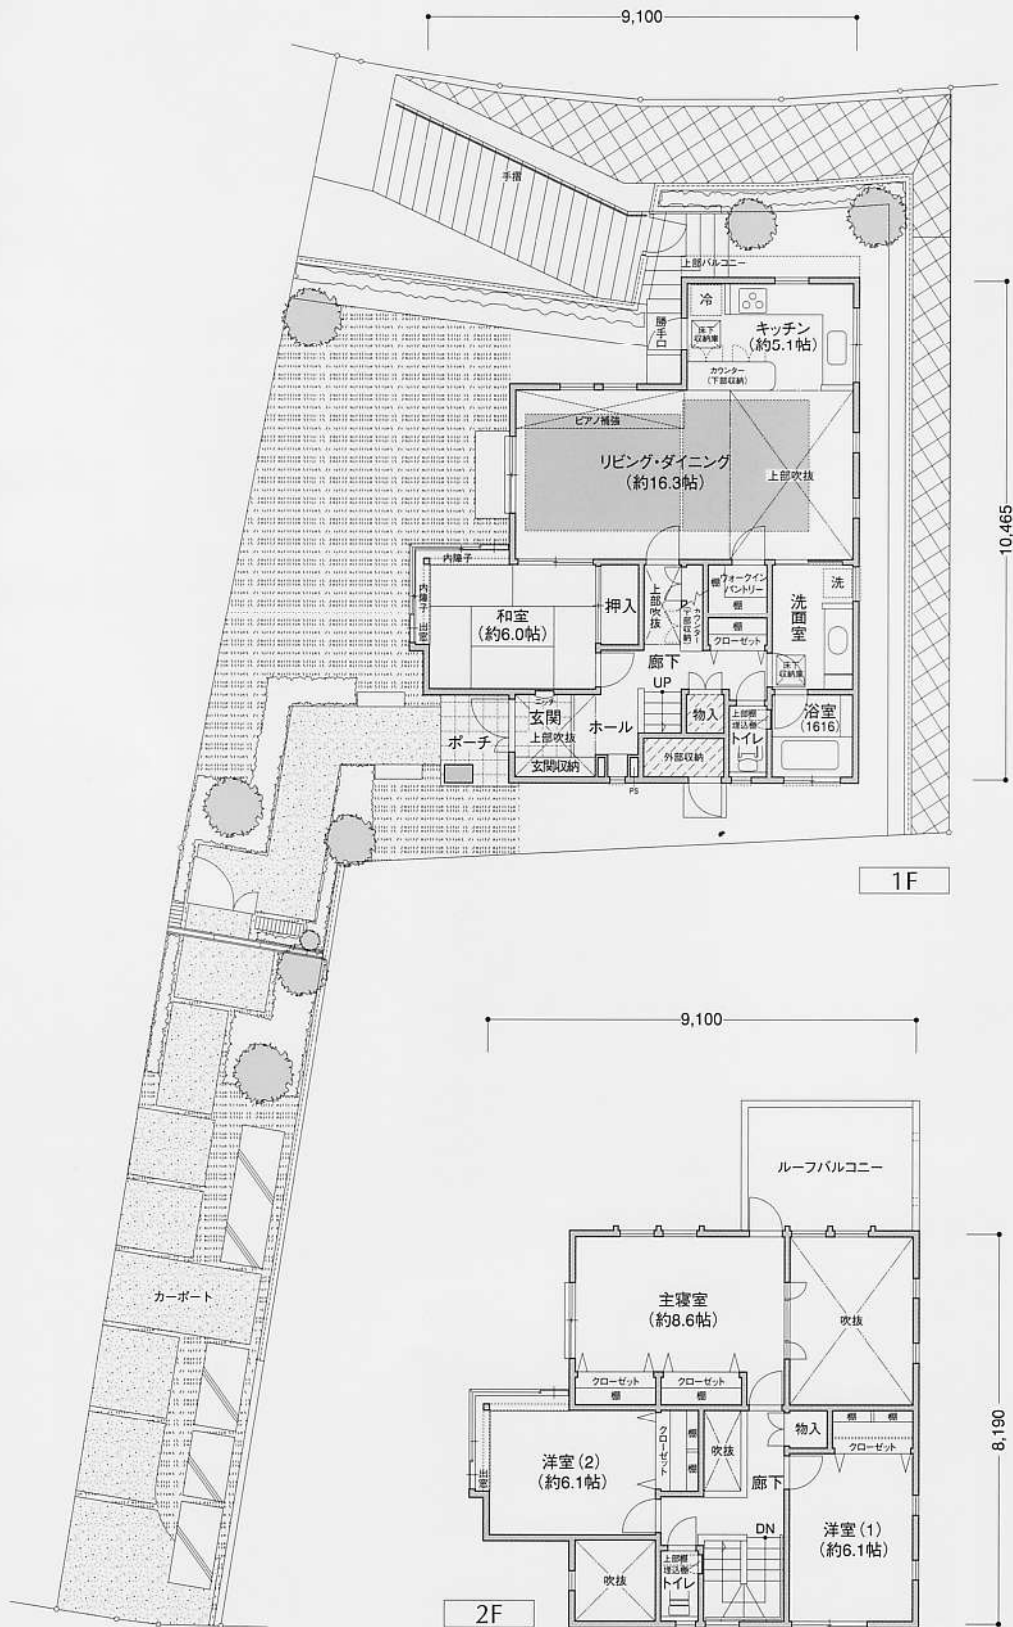 9,100
手摺
上部バルコニー
冷
床下
収納庫
勝手口
キッチン
(約5.1帖)
カウンター
(下部収納)
ピアノ補強
リビング・ダイニング
(約16.3帖)
上部吹抜
10,465
内障子
内障子
出窓
和室
(約6.0帖)
押入
上部吹抜
カウンター
下部収納
棚
ウォークイン
パントリー
棚
棚
クローゼット
洗
洗面室
床下
収納庫
廊下
UP
ニッチ
玄関
上部吹抜
玄関収納
ホール
ポーチ
物入
外部収納
PS
上部棚
埋込棚
トイレ
浴室
(1616)
1F
カーポート
9,100
ルーフバルコニー
主寝室
(約8.6帖)
吹抜
クローゼット
棚
クローゼット
棚
8,190
出窓
洋室(2)
(約6.1帖)
クローゼット
棚
棚
吹抜
物入
棚
棚
クローゼット
廊下
DN
洋室(1)
(約6.1帖)
吹抜
上部棚
埋込棚
トイレ
2F